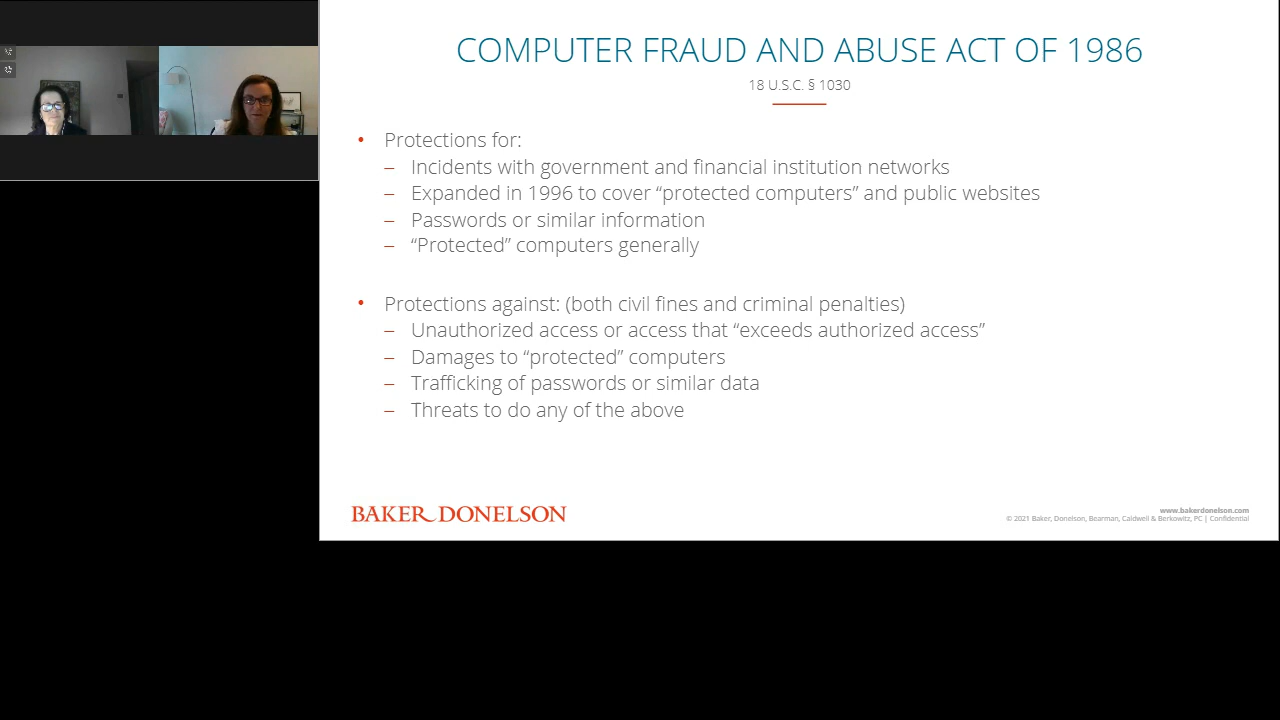 COMPUTER FRAUD AND ABUSE ACT OF 1986
18 U.S.C. § 1030
• Protections for:
– Incidents with government and financial institution networks
– Expanded in 1996 to cover “protected computers” and public websites
– Passwords or similar information
– “Protected” computers generally
• Protections against: (both civil fines and criminal penalties)
– Unauthorized access or access that “exceeds authorized access”
– Damages to “protected” computers
– Trafficking of passwords or similar data
– Threats to do any of the above
BAKER DONELSON
www.bakerdonelson.com
© 2021 Baker, Donelson, Bearman, Caldwell & Berkowitz, PC | Confidential